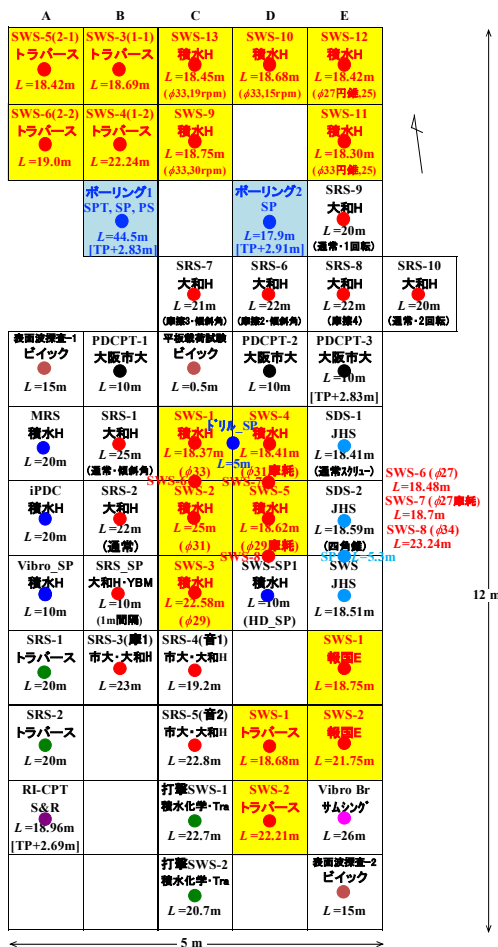 A B C D E
SWS-5(2-1)
トラバース
L=18.42m
SWS-3(1-1)
トラバース
L=18.69m
SWS-13
積水H
L=18.45m
(φ33,19rpm)
SWS-10
積水H
L=18.68m
(φ33,15rpm)
SWS-12
積水H
L=18.42m
(φ27円錐,25)
SWS-6(2-2)
トラバース
L=19.0m
SWS-4(1-2)
トラバース
L=22.24m
SWS-9
積水H
L=18.75m
(φ33,30rpm)
SWS-11
積水H
L=18.30m
(φ33円錐,25)
ボーリング1
SPT, SP, PS
L=44.5m
[TP+2.83m]
ボーリング2
SP
L=17.9m
[TP+2.91m]
SRS-9
大和H
L=20m
(通常・1回転)
SRS-7
大和H
L=21m
(摩擦3・傾斜角)
SRS-6
大和H
L=22m
(摩擦2・傾斜角)
SRS-8
大和H
L=22m
(摩擦4)
SRS-10
大和H
L=20m
(通常・2回転)
表面波探査-1
ビイック
L=15m
PDCPT-1
大阪市大
L=10m
平板載荷試験
ビイック
L=0.5m
PDCPT-2
大阪市大
L=10m
PDCPT-3
大阪市大
L=10m
[TP+2.83m]
MRS
積水H
L=20m
SRS-1
大和H
L=25m
(通常・傾斜角)
SWS-1
積水H
L=18.37m
(φ33)
ドリル_SP
L=5m
SWS-4
積水H
L=18.41m
(φ31摩耗)
SDS-1
JHS
L=18.41m
(通常スクリュー)
SWS-6
SWS-7
SWS-6 (φ27)
L=18.48m
SWS-7 (φ27摩耗)
L=18.7m
SWS-8 (φ34)
L=23.24m
iPDC
積水H
L=20m
SRS-2
大和H
L=22m
(通常)
SWS-2
積水H
L=25m
(φ31)
SWS-5
積水H
L=18.62m
(φ29摩耗)
SDS-2
JHS
L=18.59m
(四角錐)
SWS-8
SP L=5.3m
Vibro_SP
積水H
L=10m
SRS_SP
大和H・YBM
L=10m
(1m間隔)
SWS-3
積水H
L=22.58m
(φ29)
SWS-SP1
積水H
L=10m
(HD_SP)
SWS
JHS
L=18.51m
12 m
SRS-1
トラバース
L=20m
SRS-3(摩1)
市大・大和H
L=23m
SRS-4(音1)
市大・大和H
L=19.2m
SWS-1
報国E
L=18.75m
SRS-2
トラバース
L=20m
SRS-5(音2)
市大・大和H
L=22.8m
SWS-1
トラバース
L=18.68m
SWS-2
報国E
L=21.75m
RI-CPT
S&R
L=18.96m
[TP+2.69m]
打撃SWS-1
積水化学・Tra
L=22.7m
SWS-2
トラバース
L=22.21m
Vibro Br
サムシング
L=26m
打撃SWS-2
積水化学・Tra
L=20.7m
表面波探査-2
ビイック
L=15m
5 m